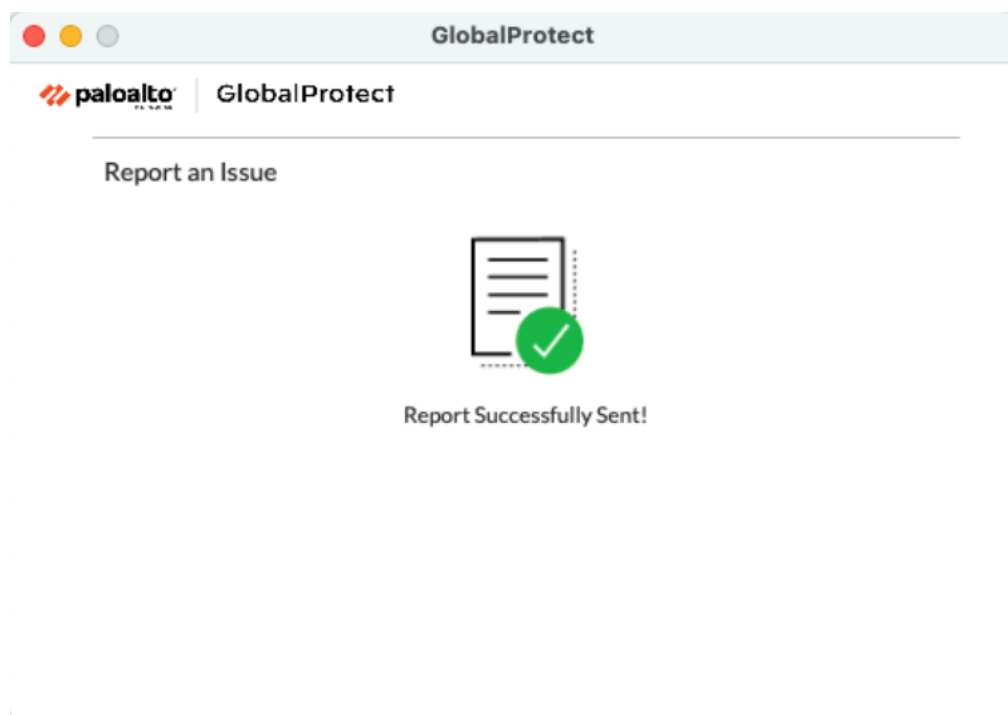 GlobalProtect
paloalto GlobalProtect
Report an Issue
Report Successfully Sent!